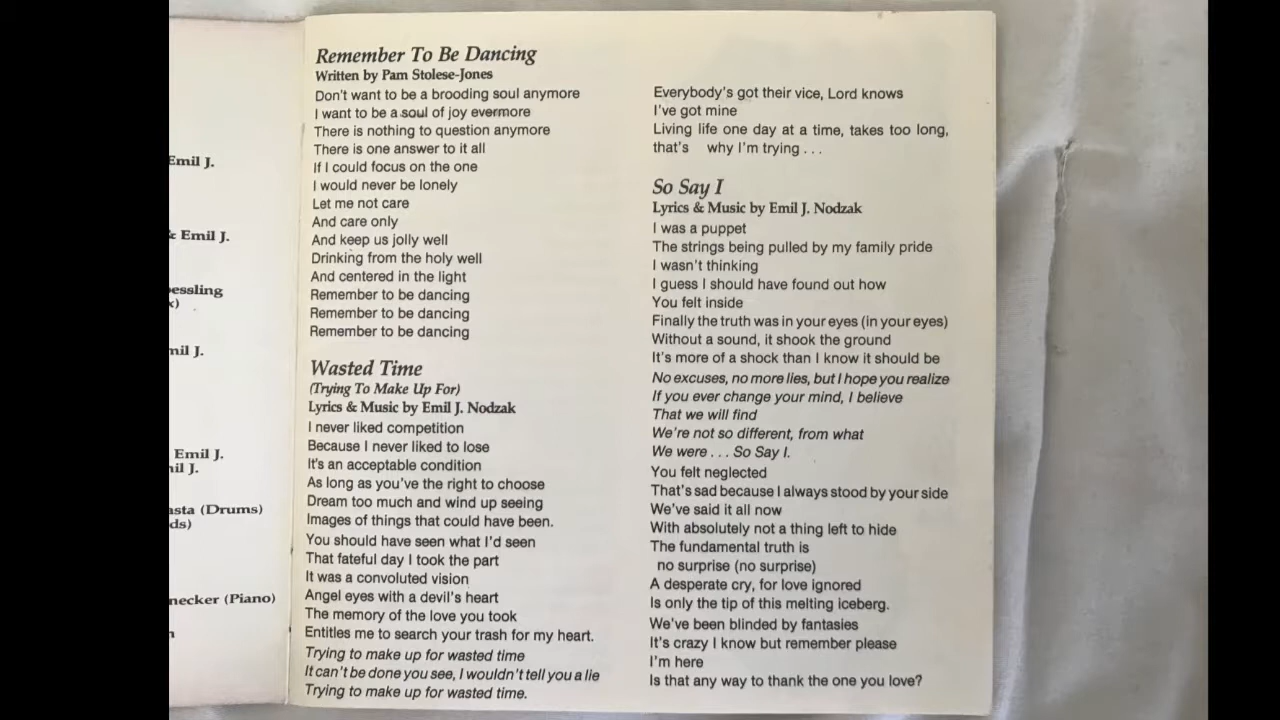 Emil J.
& Emil J.
essling
x)
nil J.
Emil J.
nil J.
asta (Drums)
ds)
necker (Piano)
n
Remember To Be Dancing
Written by Pam Stolese-Jones
Don't want to be a brooding soul anymore
I want to be a soul of joy evermore
There is nothing to question anymore
There is one answer to it all
If I could focus on the one
I would never be lonely
Let me not care
And care only
And keep us jolly well
Drinking from the holy well
And centered in the light
Remember to be dancing
Remember to be dancing
Remember to be dancing
Wasted Time
(Trying To Make Up For)
Lyrics & Music by Emil J. Nodzak
I never liked competition
Because I never liked to lose
It's an acceptable condition
As long as you've the right to choose
Dream too much and wind up seeing
Images of things that could have been.
You should have seen what I'd seen
That fateful day I took the part
It was a convoluted vision
Angel eyes with a devil's heart
The memory of the love you took
Entitles me to search your trash for my heart.
Trying to make up for wasted time
It can't be done you see, I wouldn't tell you a lie
Trying to make up for wasted time.
Everybody's got their vice, Lord knows
I've got mine
Living life one day at a time, takes too long,
that's why I'm trying . . .
So Say I
Lyrics & Music by Emil J. Nodzak
I was a puppet
The strings being pulled by my family pride
I wasn't thinking
I guess I should have found out how
You felt inside
Finally the truth was in your eyes (in your eyes)
Without a sound, it shook the ground
It's more of a shock than I know it should be
No excuses, no more lies, but I hope you realize
If you ever change your mind, I believe
That we will find
We're not so different, from what
We were . . . So Say I.
You felt neglected
That's sad because I always stood by your side
We've said it all now
With absolutely not a thing left to hide
The fundamental truth is
no surprise (no surprise)
A desperate cry, for love ignored
Is only the tip of this melting iceberg.
We've been blinded by fantasies
It's crazy I know but remember please
I'm here
Is that any way to thank the one you love?